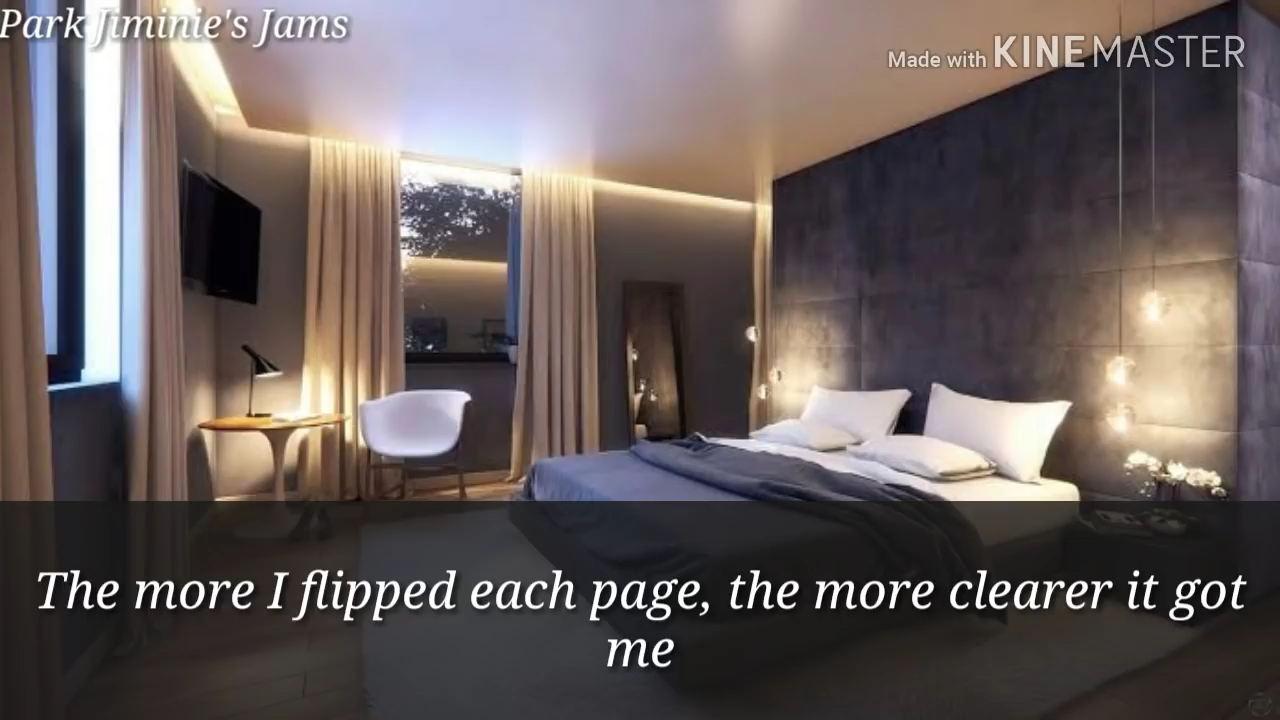 Park Jiminie's Jams
Made with KINEMASTER
The more I flipped each page, the more clearer it got
me